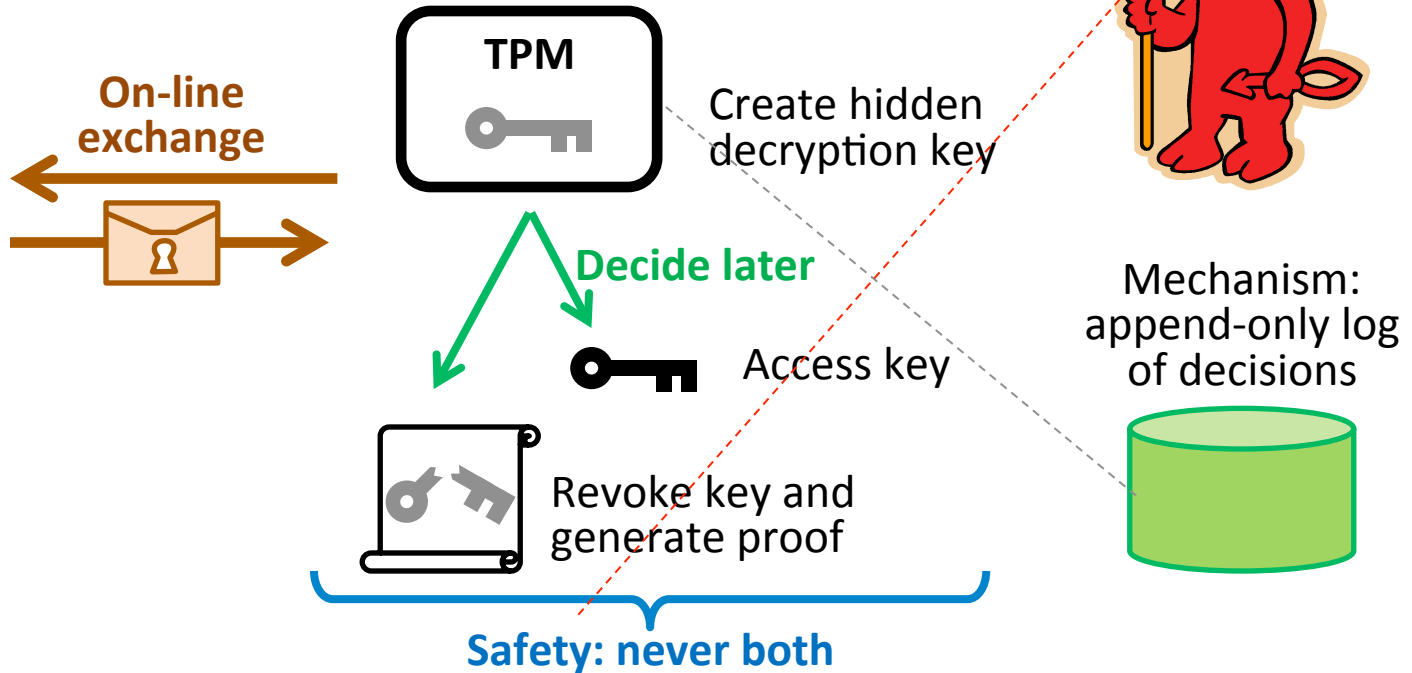 TPM
On-line
exchange
Create hidden
decryption key
Decide later
Access key
Revoke key and
generate proof
Safety: never both
Mechanism:
append-only log
of decisions